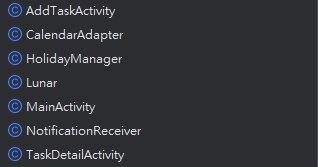 AddTaskActivity
CalendarAdapter
HolidayManager
Lunar
MainActivity
NotificationReceiver
TaskDetailActivity